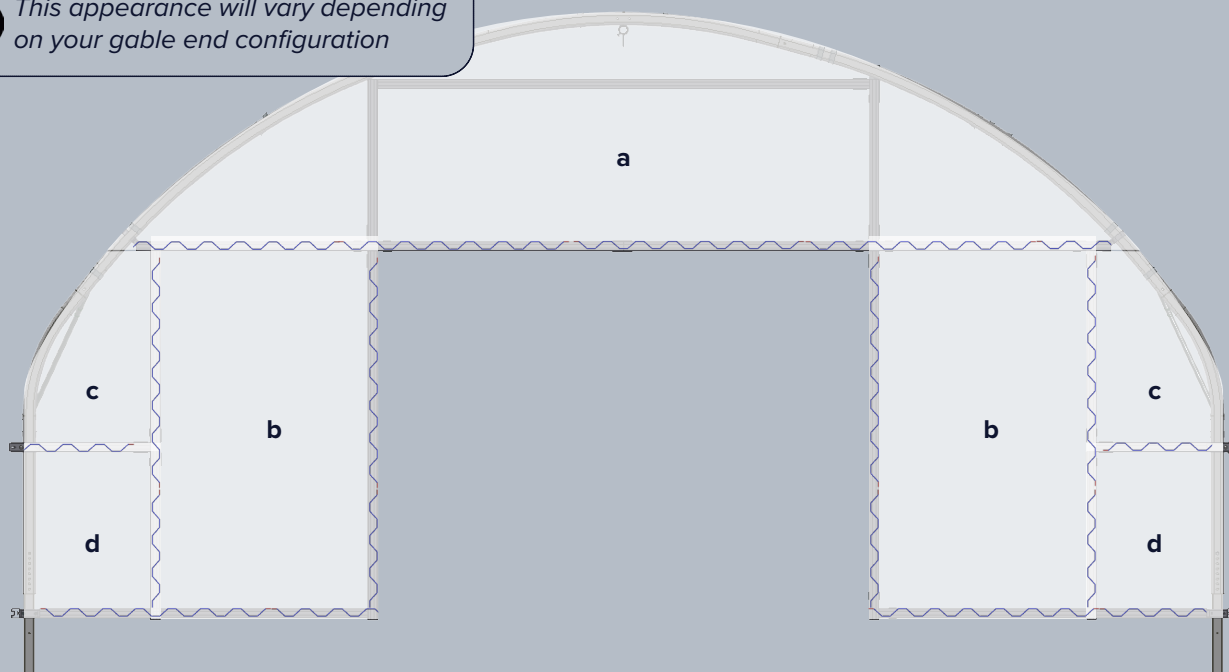 This appearance will vary depending
on your gable end configuration
a
c
b
b
c
d
d